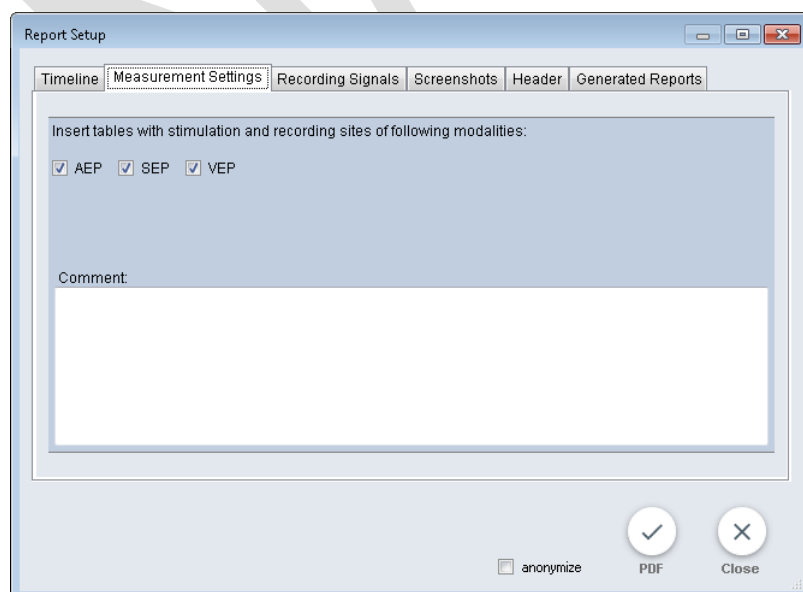 Report Setup
Timeline Measurement Settings Recording Signals Screenshots Header Generated Reports
Insert tables with stimulation and recording sites of following modalities:
AEP SEP VEP
Comment:
anonymize PDF Close